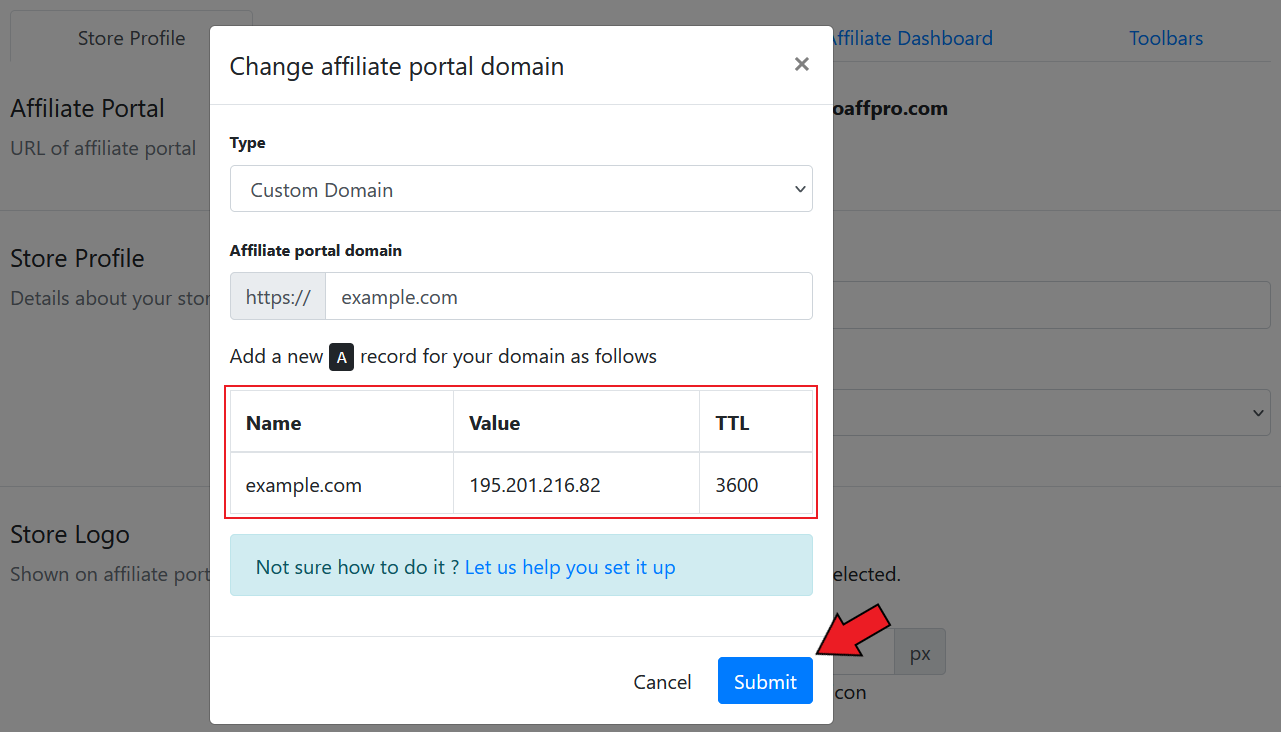 Store Profile
Affiliate Dashboard
Toolbars
Affiliate Portal
URL of affiliate portal
oaffpro.com
Store Profile
Details about your stor
Store Logo
Shown on affiliate port
elected.
px
con
Change affiliate portal domain
×
Type
Custom Domain
Affiliate portal domain
https:// example.com
Add a new A record for your domain as follows
Name Value TTL
example.com 195.201.216.82 3600
Not sure how to do it ? Let us help you set it up
Cancel Submit